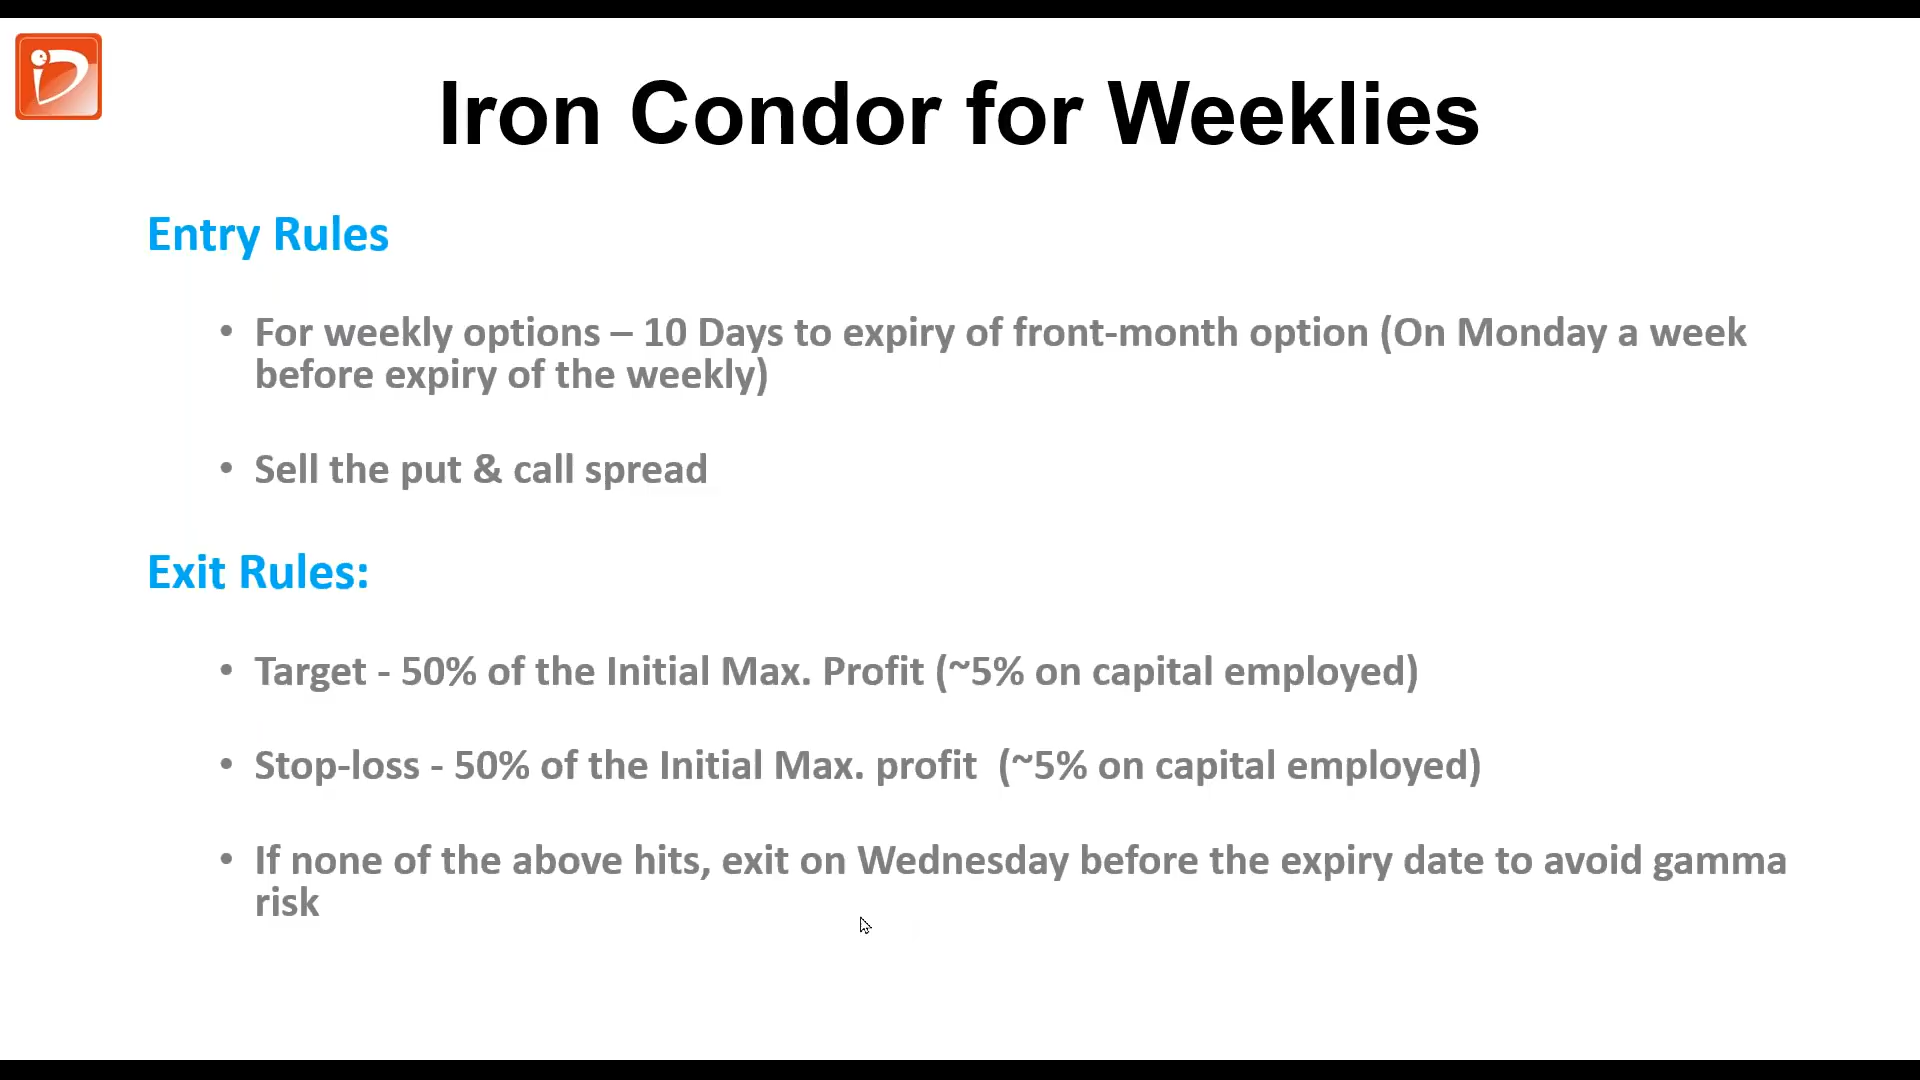 Iron Condor for Weeklies
Entry Rules
• For weekly options – 10 Days to expiry of front-month option (On Monday a week
before expiry of the weekly)
• Sell the put & call spread
Exit Rules:
• Target - 50% of the Initial Max. Profit (~5% on capital employed)
• Stop-loss - 50% of the Initial Max. profit  (~5% on capital employed)
• If none of the above hits, exit on Wednesday before the expiry date to avoid gamma
risk